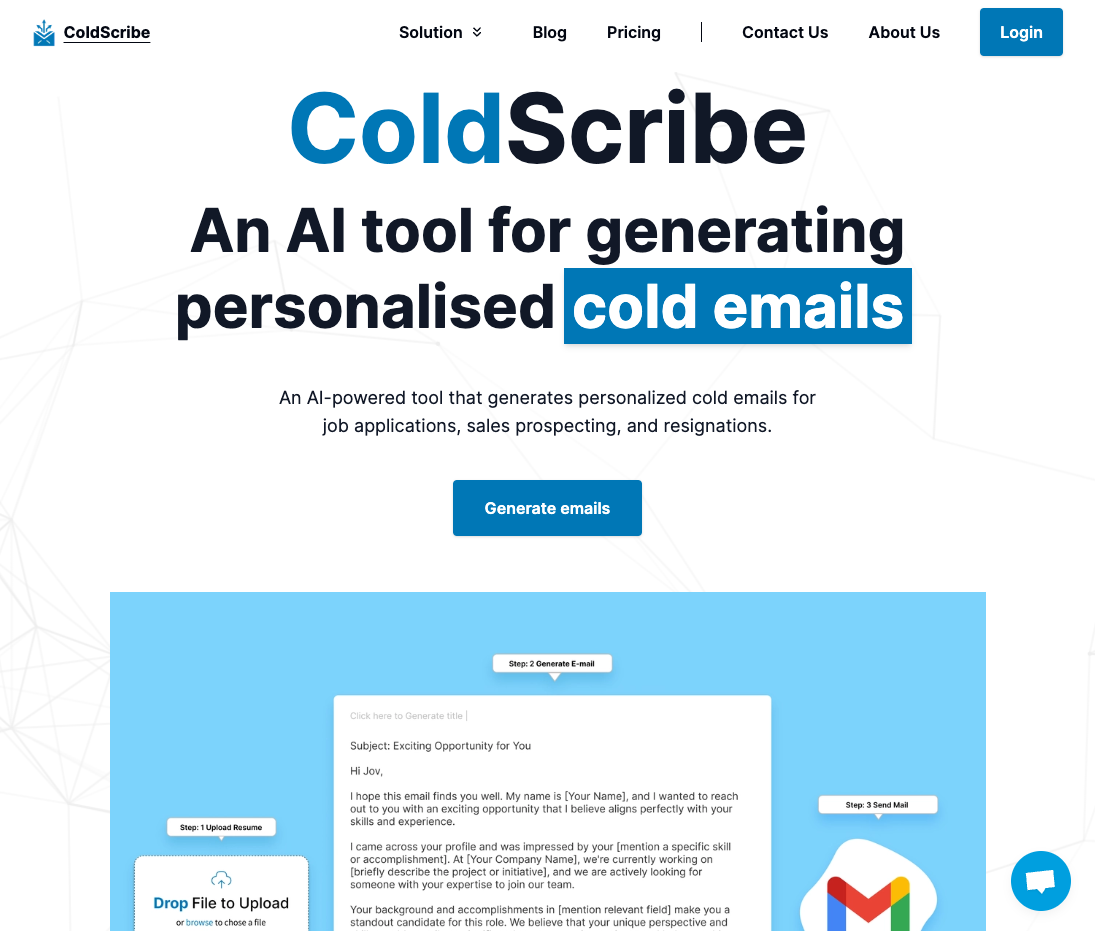 ColdScribe
Solution
Blog
Pricing
Contact Us
About Us
Login
ColdScribe
An AI tool for generating
personalised cold emails
An AI-powered tool that generates personalized cold emails for
job applications, sales prospecting, and resignations.
Generate emails
Step: 2 Generate E-mail
Click here to Generate title |
Subject: Exciting Opportunity for You
Hi Jov,
I hope this email finds you well. My name is [Your Name], and I wanted to reach
out to you with an exciting opportunity that I believe aligns perfectly with your
skills and experience.
I came across your profile and was impressed by your [mention a specific skill
or accomplishment]. At [Your Company Name], we're currently working on
[briefly describe the project or initiative], and we are actively looking for
someone with your expertise to join our team.
Your background and accomplishments in [mention relevant field] make you a
standout candidate for this role. We believe that your unique perspective and
Step: 1 Upload Resume
Drop File to Upload
or browse to chose a file
Step: 3 Send Mail